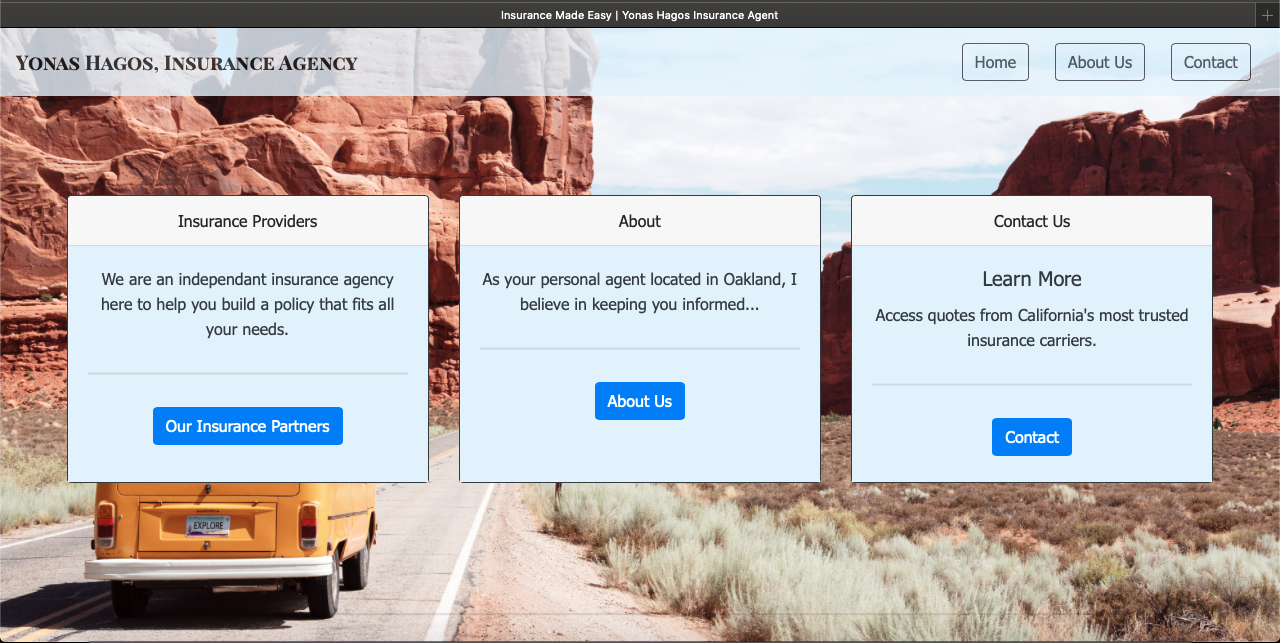 Insurance Made Easy | Yonas Hagos Insurance Agent
Yonas Hagos, Insurance Agency
Home
About Us
Contact
Insurance Providers
We are an independant insurance agency
here to help you build a policy that fits all
your needs.
Our Insurance Partners
About
As your personal agent located in Oakland, I
believe in keeping you informed...
About Us
Contact Us
Learn More
Access quotes from California's most trusted
insurance carriers.
Contact
EXPLORE